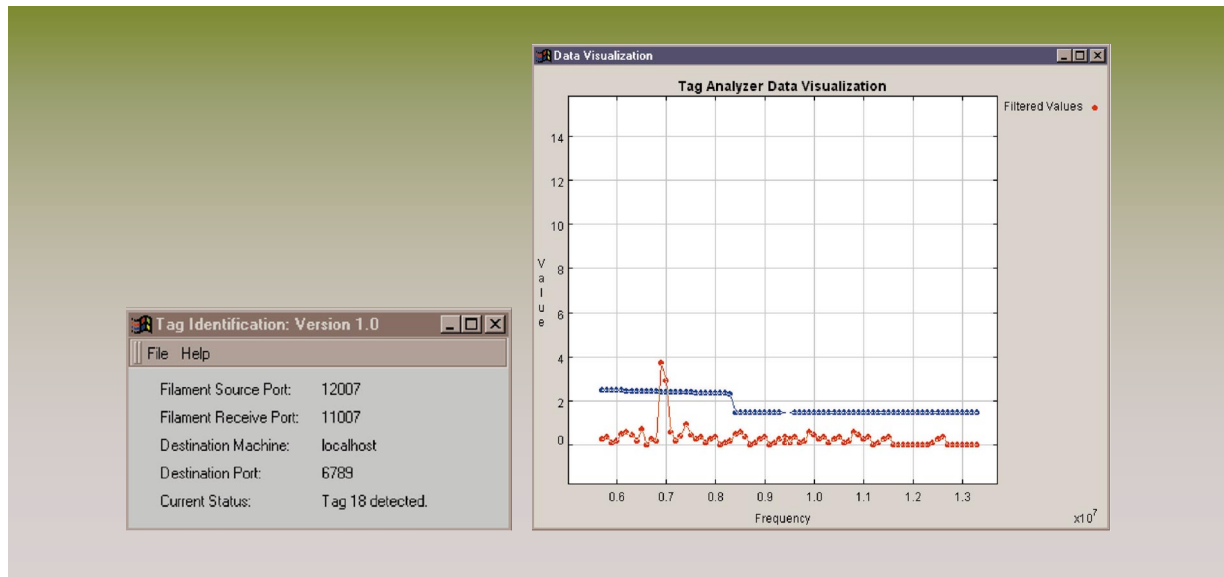 Tag Identification: Version 1.0
File Help
Filament Source Port: 12007
Filament Receive Port: 11007
Destination Machine: localhost
Destination Port: 6789
Current Status: Tag 18 detected.
Data Visualization
Tag Analyzer Data Visualization
Filtered Values
Value
14
12
10
8
6
4
2
0
0.6 0.7 0.8 0.9 1.0 1.1 1.2 1.3
Frequency
x10^7